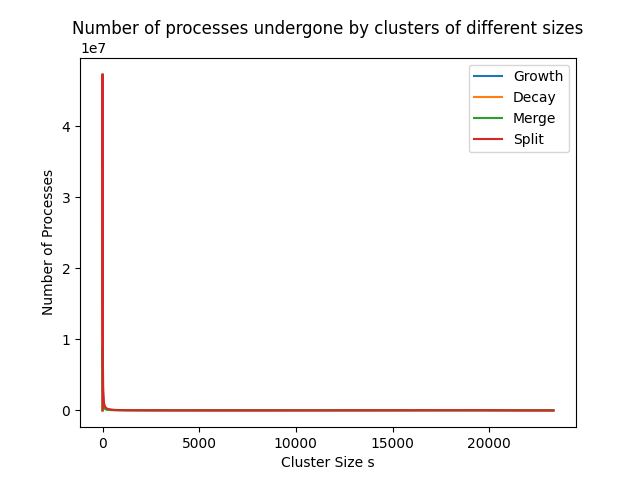 Number of processes undergone by clusters of different sizes
1e7
Growth
Decay
Merge
Split
4
3
2
1
0
Number of Processes
0 5000 10000 15000 20000
Cluster Size s